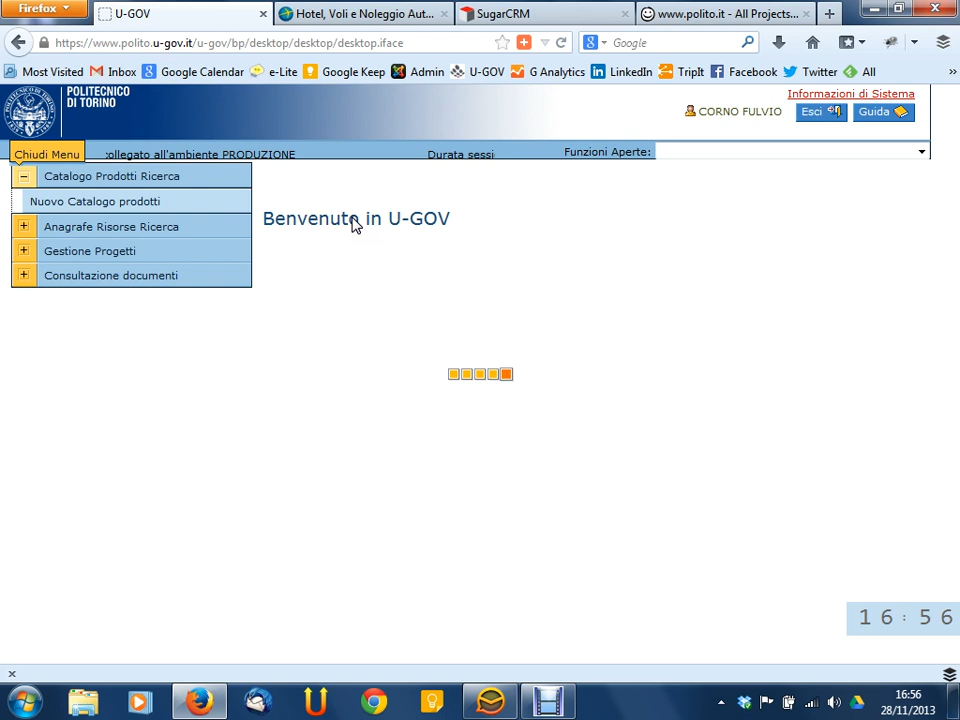 Firefox
U-GOV
Hotel, Voli e Noleggio Aut...
SugarCRM
www.polito.it - All Projects...
https://www.polito.u-gov.it/u-gov/bp/desktop/desktop/desktop.iface
Google
Most Visited
Inbox
Google Calendar
e-Lite
Google Keep
Admin
U-GOV
G Analytics
LinkedIn
TripIt
Facebook
Twitter
All
POLITECNICO
DI TORINO
Informazioni di Sistema
CORNO FULVIO
Esci
Guida
Chiudi Menu
:ollegato all'ambiente PRODUZIONE
Durata sessi
Funzioni Aperte:
Catalogo Prodotti Ricerca
Nuovo Catalogo prodotti
Anagrafe Risorse Ricerca
Gestione Progetti
Consultazione documenti
Benvenuto in U-GOV
16:56
16:56
28/11/2013